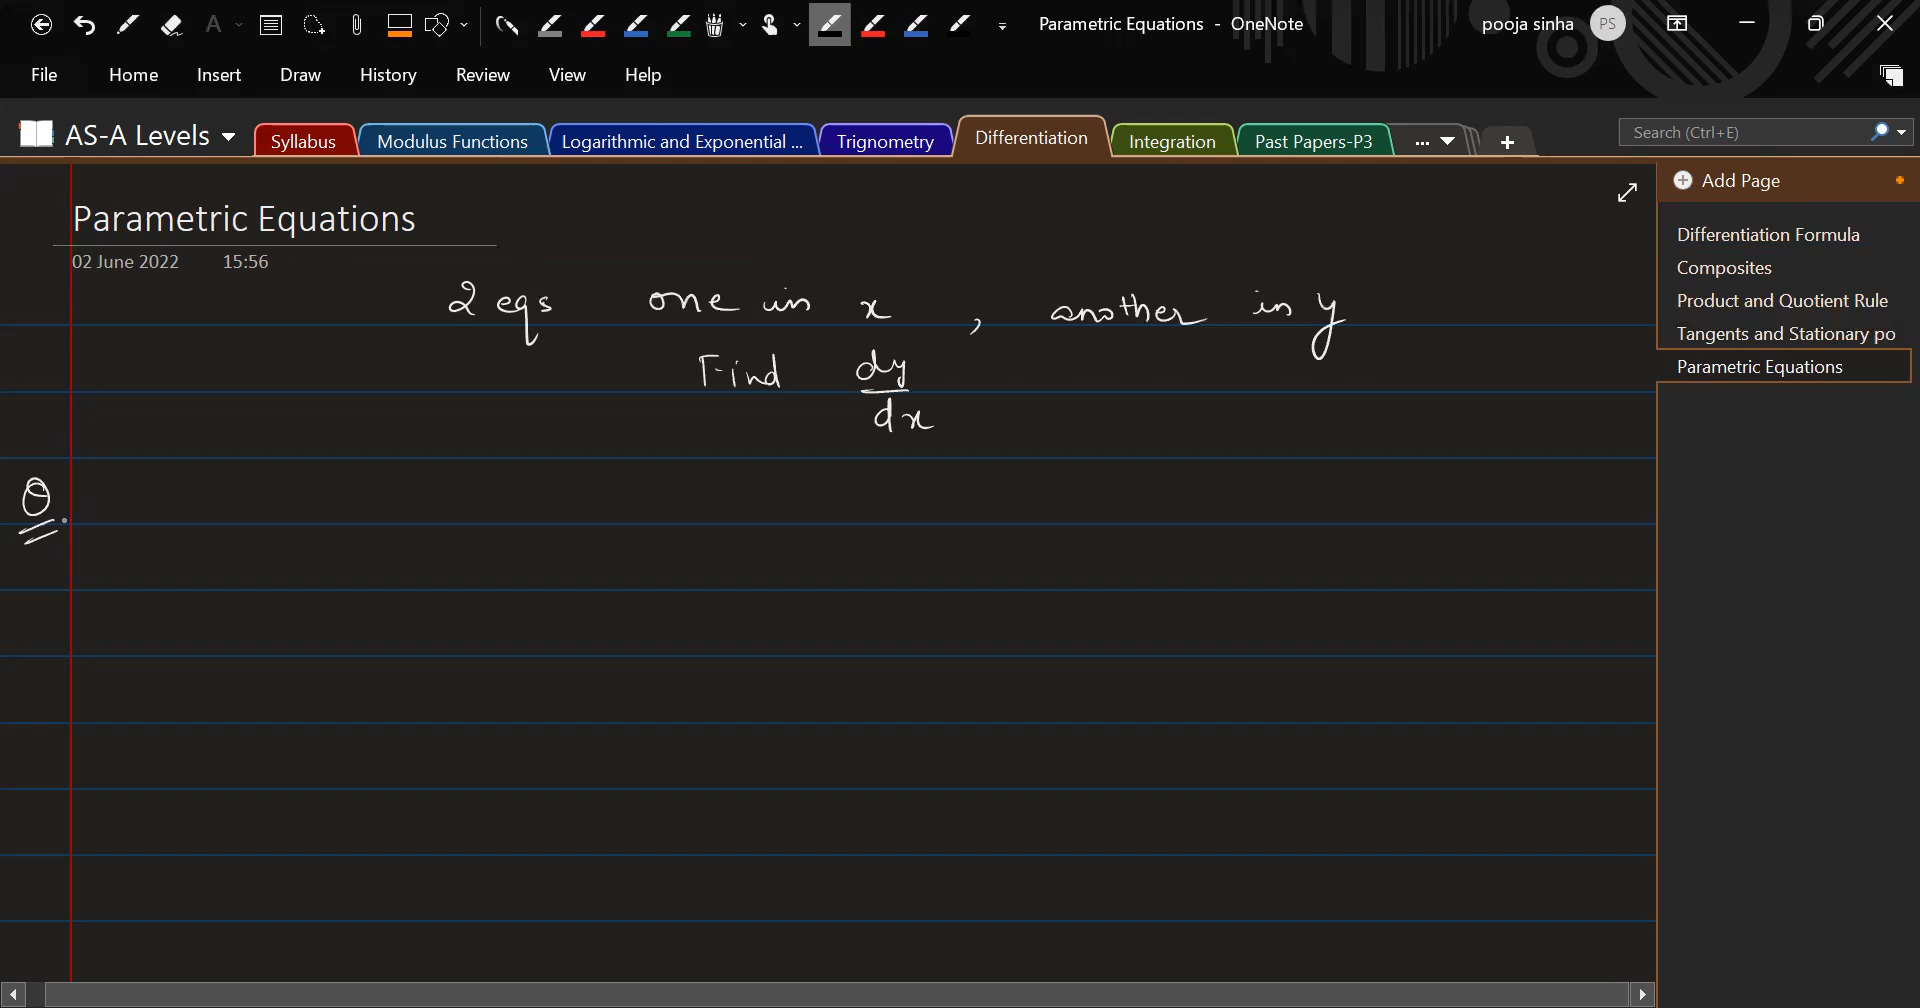 Parametric Equations - OneNote
pooja sinha
PS
File Home Insert Draw History Review View Help
AS-A Levels
Syllabus Modulus Functions Logarithmic and Exponential ... Trignometry Differentiation Integration Past Papers-P3 ...
Search (Ctrl+E)
Add Page
Parametric Equations
02 June 2022 15:56
2 eqs one in x , another in y
Find dy
dx
Q.
Differentiation Formula
Composites
Product and Quotient Rule
Tangents and Stationary po
Parametric Equations